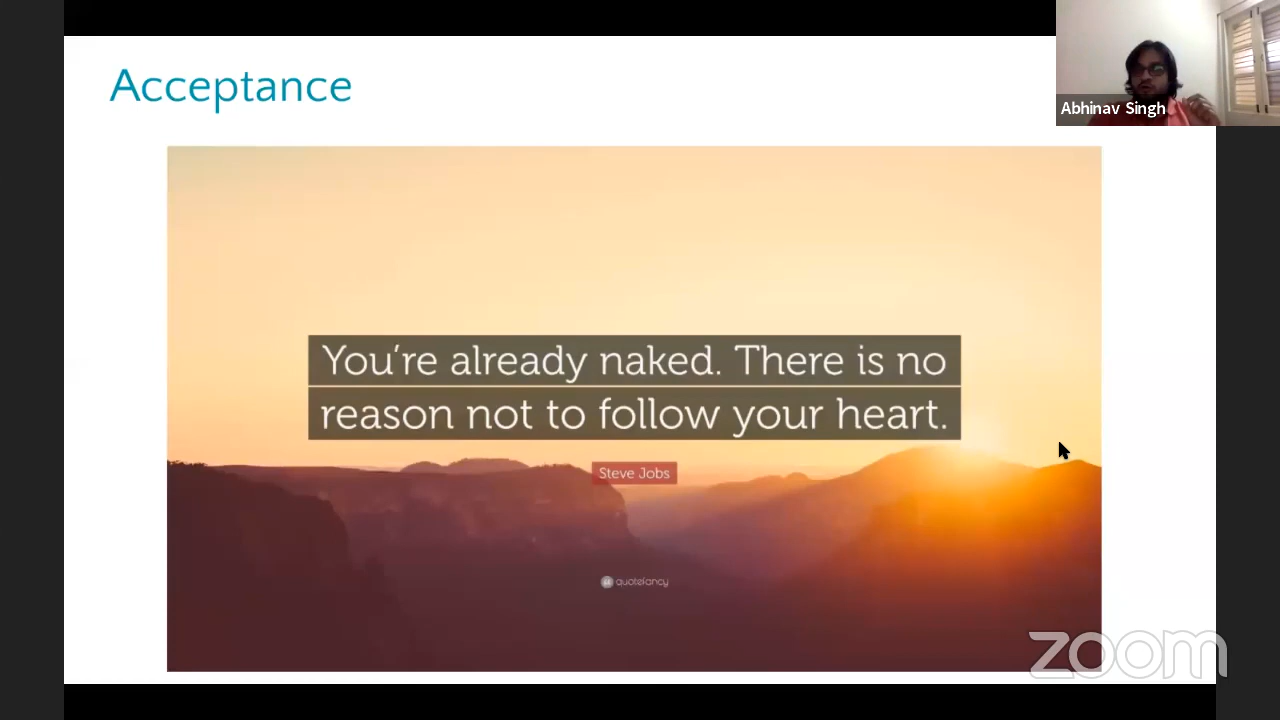 Acceptance
Abhinav Singh
You're already naked. There is no
reason not to follow your heart.
Steve Jobs
quotefancy
zoom